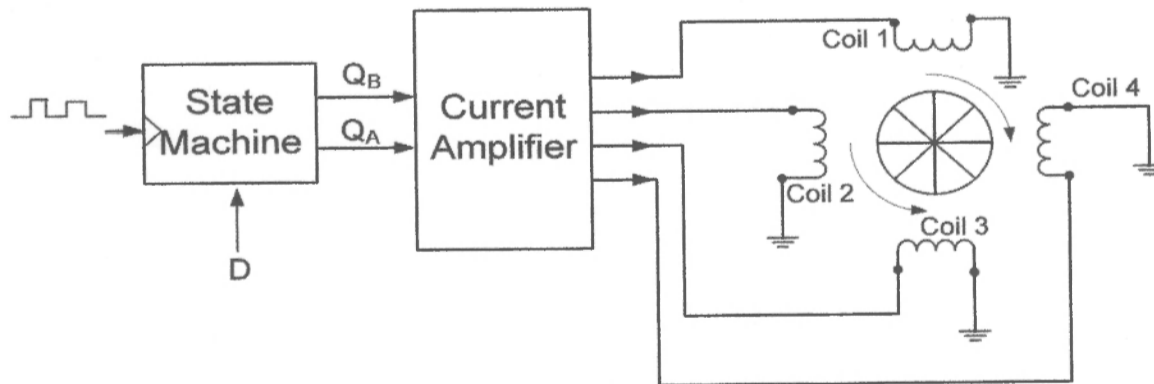 Coil 1
Coil 4
Q_B
State
Machine
Current
Amplifier
Q_A
Coil 2
Coil 3
D